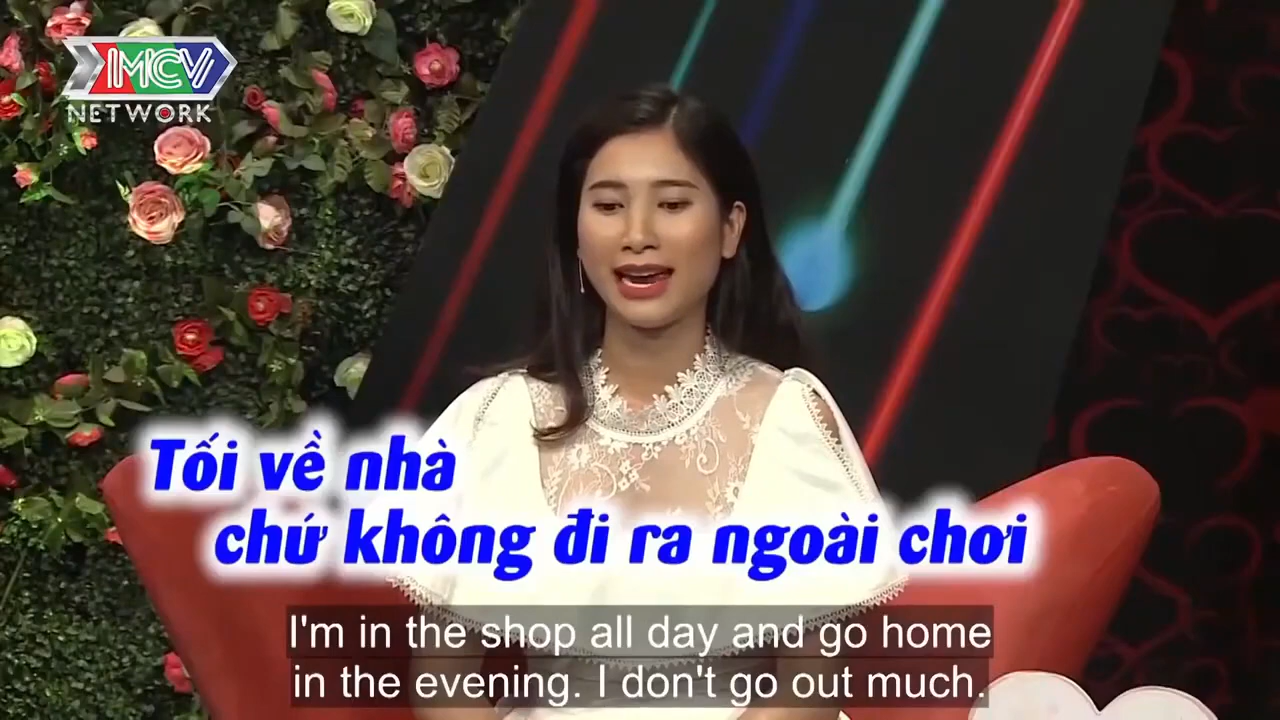 MCV
NETWORK
Tối về nhà
chứ không đi ra ngoài chơi
I'm in the shop all day and go home
in the evening. I don't go out much.